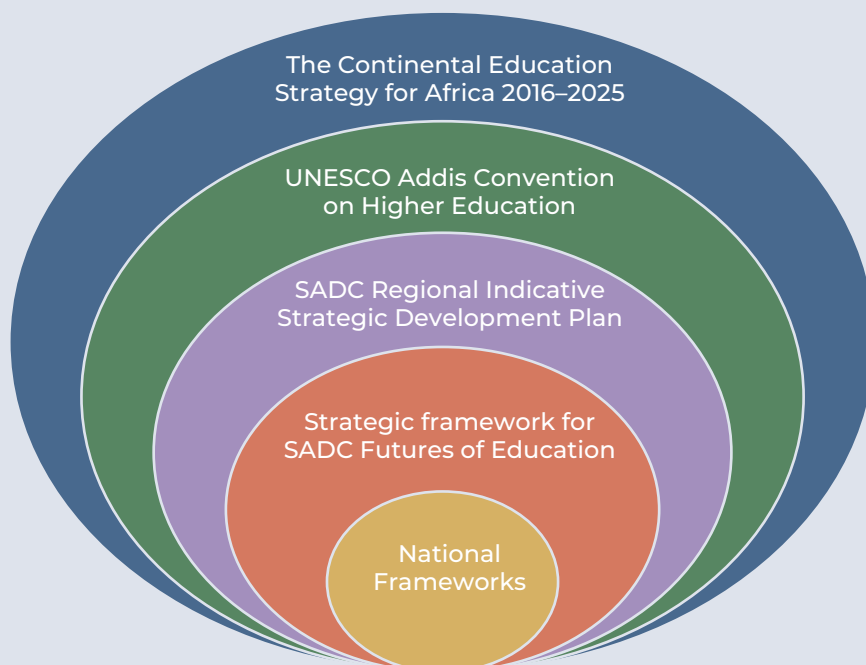 The Continental Education
Strategy for Africa 2016–2025
UNESCO Addis Convention
on Higher Education
SADC Regional Indicative
Strategic Development Plan
Strategic framework for
SADC Futures of Education
National
Frameworks